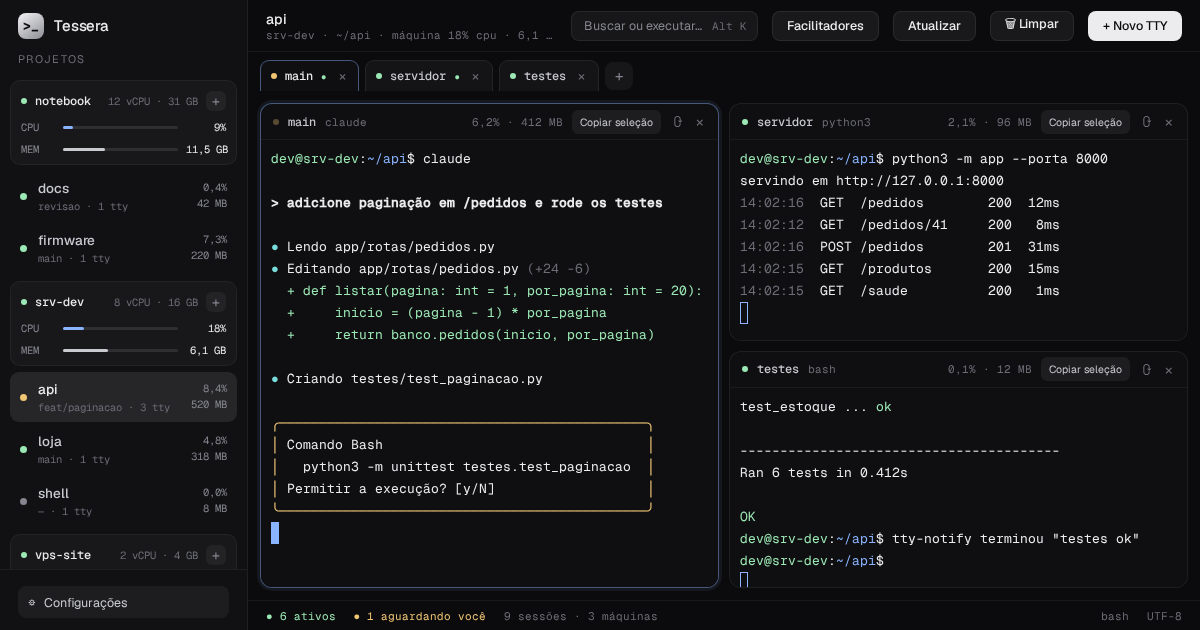 >_ Tessera
PROJETOS
notebook 12 vCPU · 31 GB +
CPU 9%
MEM 11,5 GB
docs 0,4%
revisao · 1 tty 42 MB
firmware 7,3%
main · 1 tty 220 MB
srv-dev 8 vCPU · 16 GB +
CPU 18%
MEM 6,1 GB
api 8,4%
feat/paginacao · 3 tty 520 MB
loja 4,8%
main · 1 tty 318 MB
shell 0,0%
— · 1 tty 8 MB
vps-site 2 vCPU · 4 GB +
Configurações
api
srv-dev · ~/api · máquina 18% cpu · 6,1 …
Buscar ou executar… Alt K
Facilitadores
Atualizar
Limpar
+ Novo TTY
main ● ×
servidor ● ×
testes ×
+
main claude 6,2% · 412 MB Copiar seleção ×
dev@srv-dev:~/api$ claude
> adicione paginação em /pedidos e rode os testes
● Lendo app/rotas/pedidos.py
● Editando app/rotas/pedidos.py (+24 -6)
+ def listar(pagina: int = 1, por_pagina: int = 20):
+     inicio = (pagina - 1) * por_pagina
+     return banco.pedidos(inicio, por_pagina)
● Criando testes/test_paginacao.py
Comando Bash
python3 -m unittest testes.test_paginacao
Permitir a execução? [y/N]
servidor python3 2,1% · 96 MB Copiar seleção ×
dev@srv-dev:~/api$ python3 -m app --porta 8000
servindo em http://127.0.0.1:8000
14:02:16 GET /pedidos 200 12ms
14:02:12 GET /pedidos/41 200 8ms
14:02:16 POST /pedidos 201 31ms
14:02:15 GET /produtos 200 15ms
14:02:15 GET /saude 200 1ms
testes bash 0,1% · 12 MB Copiar seleção ×
test_estoque ... ok
----------------------------------------
Ran 6 tests in 0.412s
OK
dev@srv-dev:~/api$ tty-notify terminou "testes ok"
dev@srv-dev:~/api$
● 6 ativos ● 1 aguardando você 9 sessões · 3 máquinas bash UTF-8